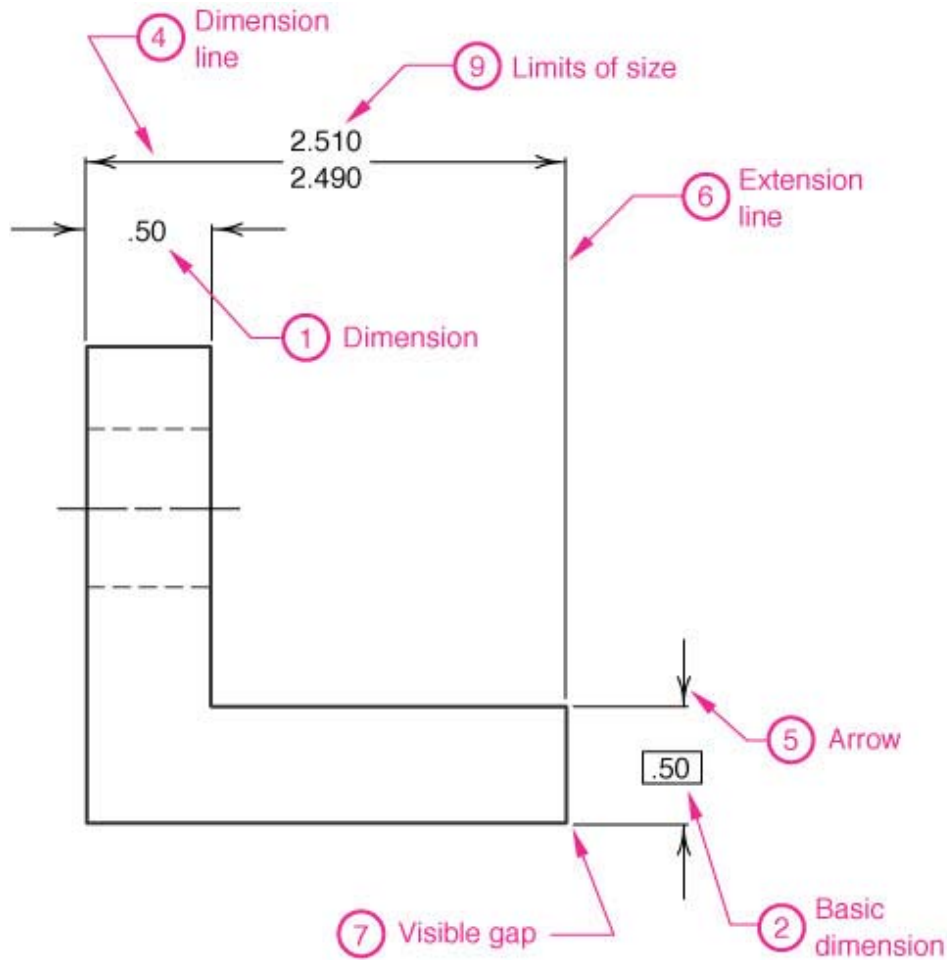 4 Dimension
line
9 Limits of size
2.510
2.490
6 Extension
line
.50
1 Dimension
5 Arrow
.50
7 Visible gap
2 Basic
dimension